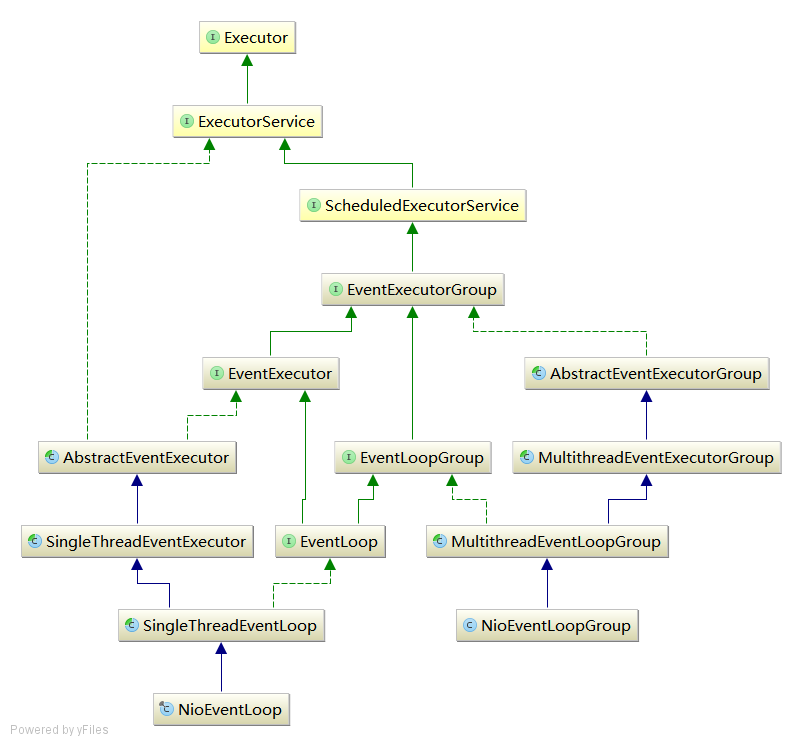 Executor
ExecutorService
ScheduledExecutorService
EventExecutorGroup
EventExecutor
AbstractEventExecutorGroup
AbstractEventExecutor
EventLoopGroup
MultithreadEventExecutorGroup
SingleThreadEventExecutor
EventLoop
MultithreadEventLoopGroup
SingleThreadEventLoop
NioEventLoopGroup
NioEventLoop
Powered by yFiles